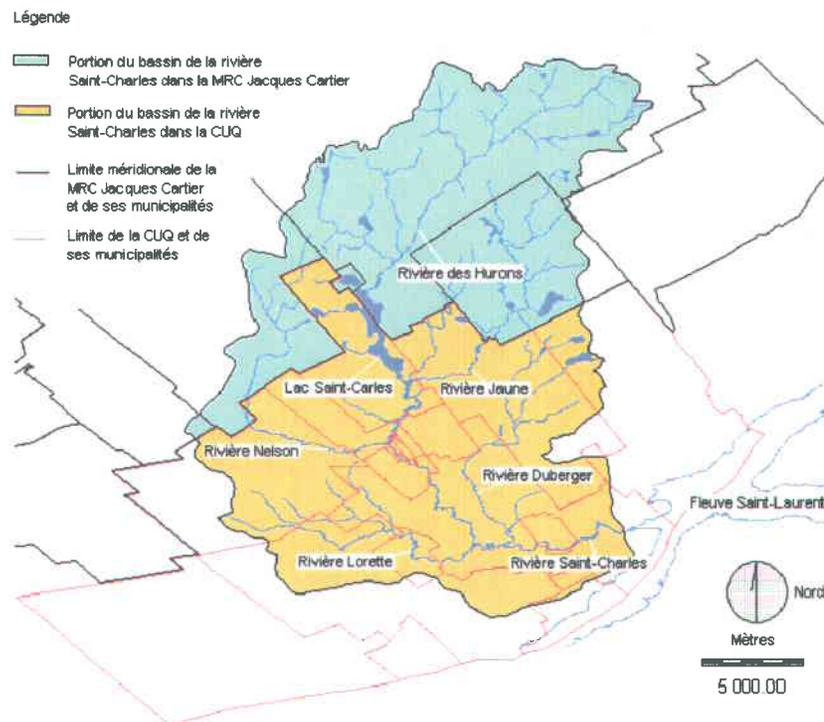 Légende
Portion du bassin de la rivière
Saint-Charles dans la MRC Jacques Cartier
Portion du bassin de la rivière
Saint-Charles dans la CUQ
Limite méridionale de la
MRC Jacques Cartier
et de ses municipalités
Limite de la CUQ et de
ses municipalités
Rivière des Hurons
Lac Saint-Carles
Rivière Jaune
Rivière Nelson
Rivière Duberger
Fleuve Saint-Laurent
Rivière Lorette
Rivière Saint-Charles
Nord
Mètres
5 000.00